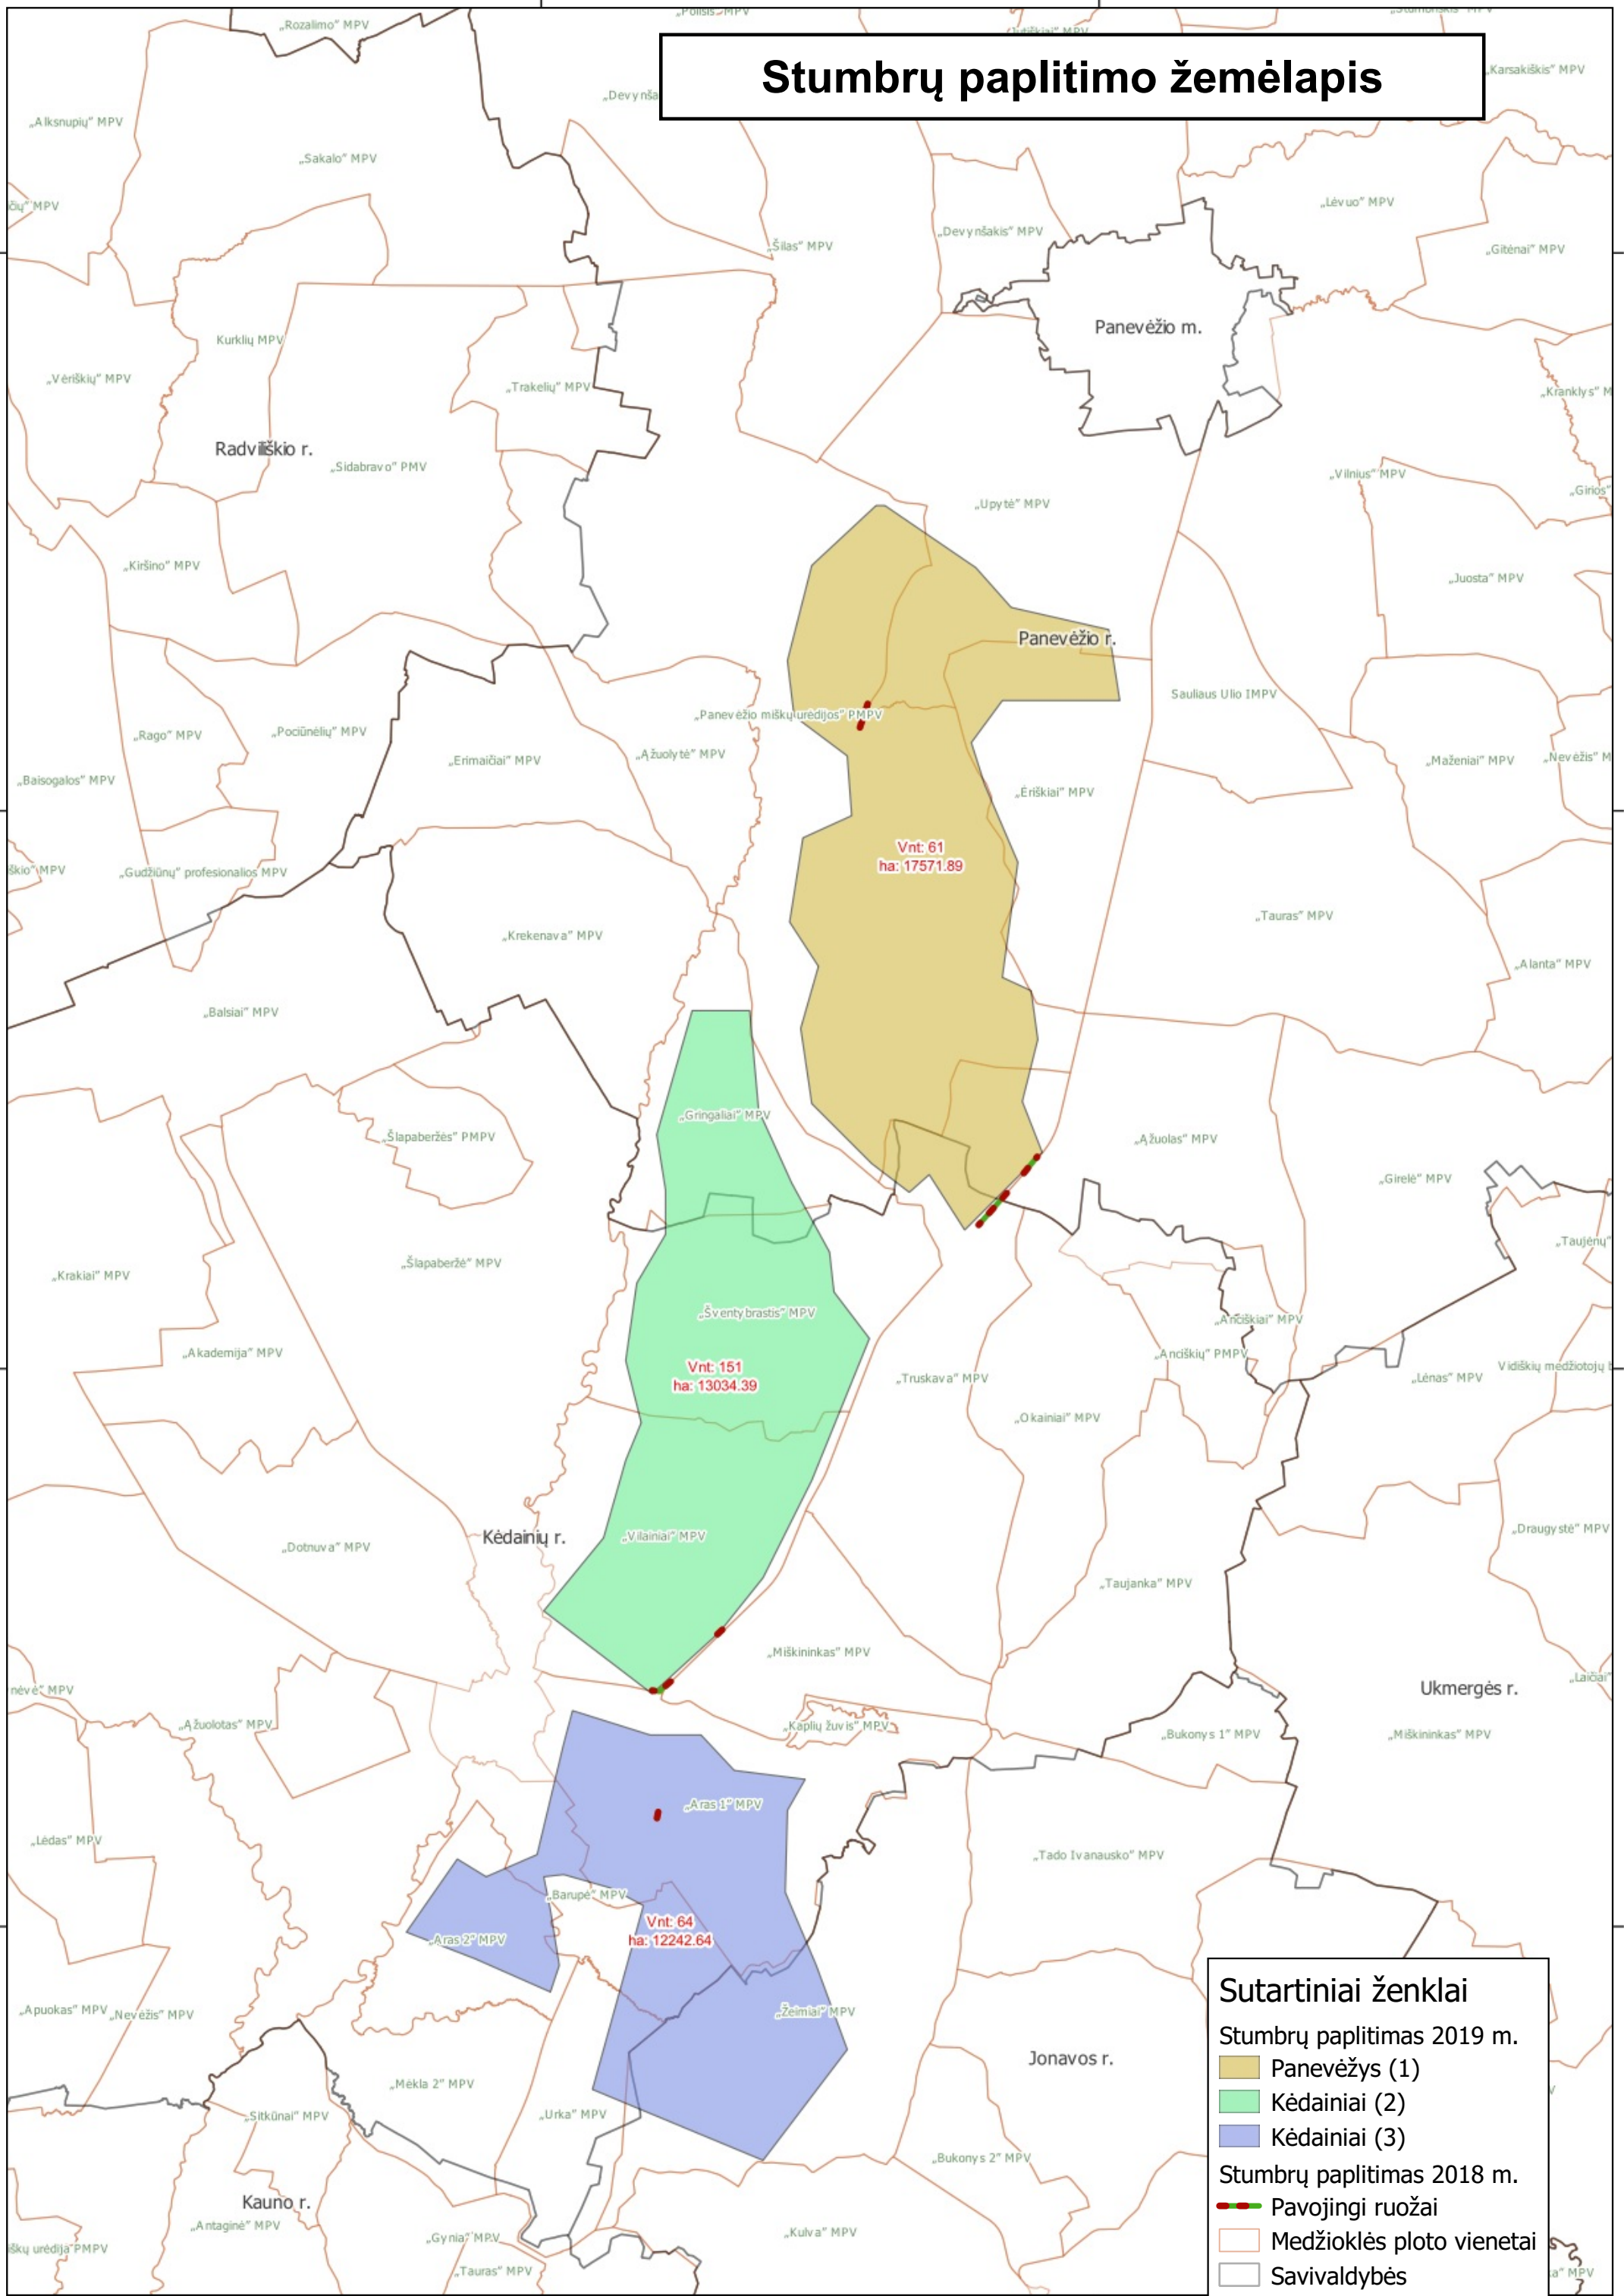 „Rozalimo” MPV
Stumbrų paplitimo žemėlapis
„Karsakiškis” MPV
„Alksnupių” MPV
„Sakalo” MPV
„Lėvuo” MPV
„Šilas” MPV
„Devynšakis” MPV
„Gitėnai” MPV
Panevėžio m.
Kurklių MPV
„Vėriškių” MPV
„Trakelių” MPV
Radviliškio r.
„Sidabravo” PMV
„Vilnius” MPV
„Upytė” MPV
„Kiršino” MPV
„Juosta” MPV
Panevėžio r.
Sauliaus Ulio IMPV
„Panevėžio miškų urėdijos” PMPV
„Rago” MPV
„Pociūnėlių” MPV
„Erimaičiai” MPV
„Ąžuolytė” MPV
„Maženiai” MPV
„Nevėžis” M
„Baisogalos” MPV
„Ėriškiai” MPV
Vnt: 61
ha: 17571.89
„Gudžiūnų” profesionalios MPV
„Tauras” MPV
„Krekenava” MPV
„Alanta” MPV
„Balsiai” MPV
„Gringaliai” MPV
„Šlapaberžės” PMPV
„Ąžuolas” MPV
„Girelė” MPV
„Taujėnų”
„Krakiai” MPV
„Šlapaberžė” MPV
„Šventybrastis” MPV
„Anciškiai” MPV
„Akademija” MPV
„Anciškių” PMPV
Vnt: 151
ha: 13034.39
„Truskava” MPV
„Lėnas” MPV
Vidiškių medžiotojų b
„Okainiai” MPV
„Draugystė” MPV
Kėdainių r.
„Vilainiai” MPV
„Dotnuva” MPV
„Taujanka” MPV
„Miškininkas” MPV
„Laičiai”
Ukmergės r.
„Ąžuolotas” MPV
„Kaplių žuvis” MPV
„Bukonys 1” MPV
„Miškininkas” MPV
„Aras 1” MPV
„Lėdas” MPV
„Tado Ivanausko” MPV
„Barupė” MPV
Vnt: 64
ha: 12242.64
„Aras 2” MPV
„Apuokas” MPV
„Nevėžis” MPV
„Žeimiai” MPV
Jonavos r.
„Mėkla 2” MPV
„Sitkūnai” MPV
„Urka” MPV
„Bukonys 2” MPV
Kauno r.
„Antaginė” MPV
„Gynia” MPV
„Kulva” MPV
„Tauras” MPV
Sutartiniai ženklai
Stumbrų paplitimas 2019 m.
Panevėžys (1)
Kėdainiai (2)
Kėdainiai (3)
Stumbrų paplitimas 2018 m.
Pavojingi ruožai
Medžioklės ploto vienetai
Savivaldybės